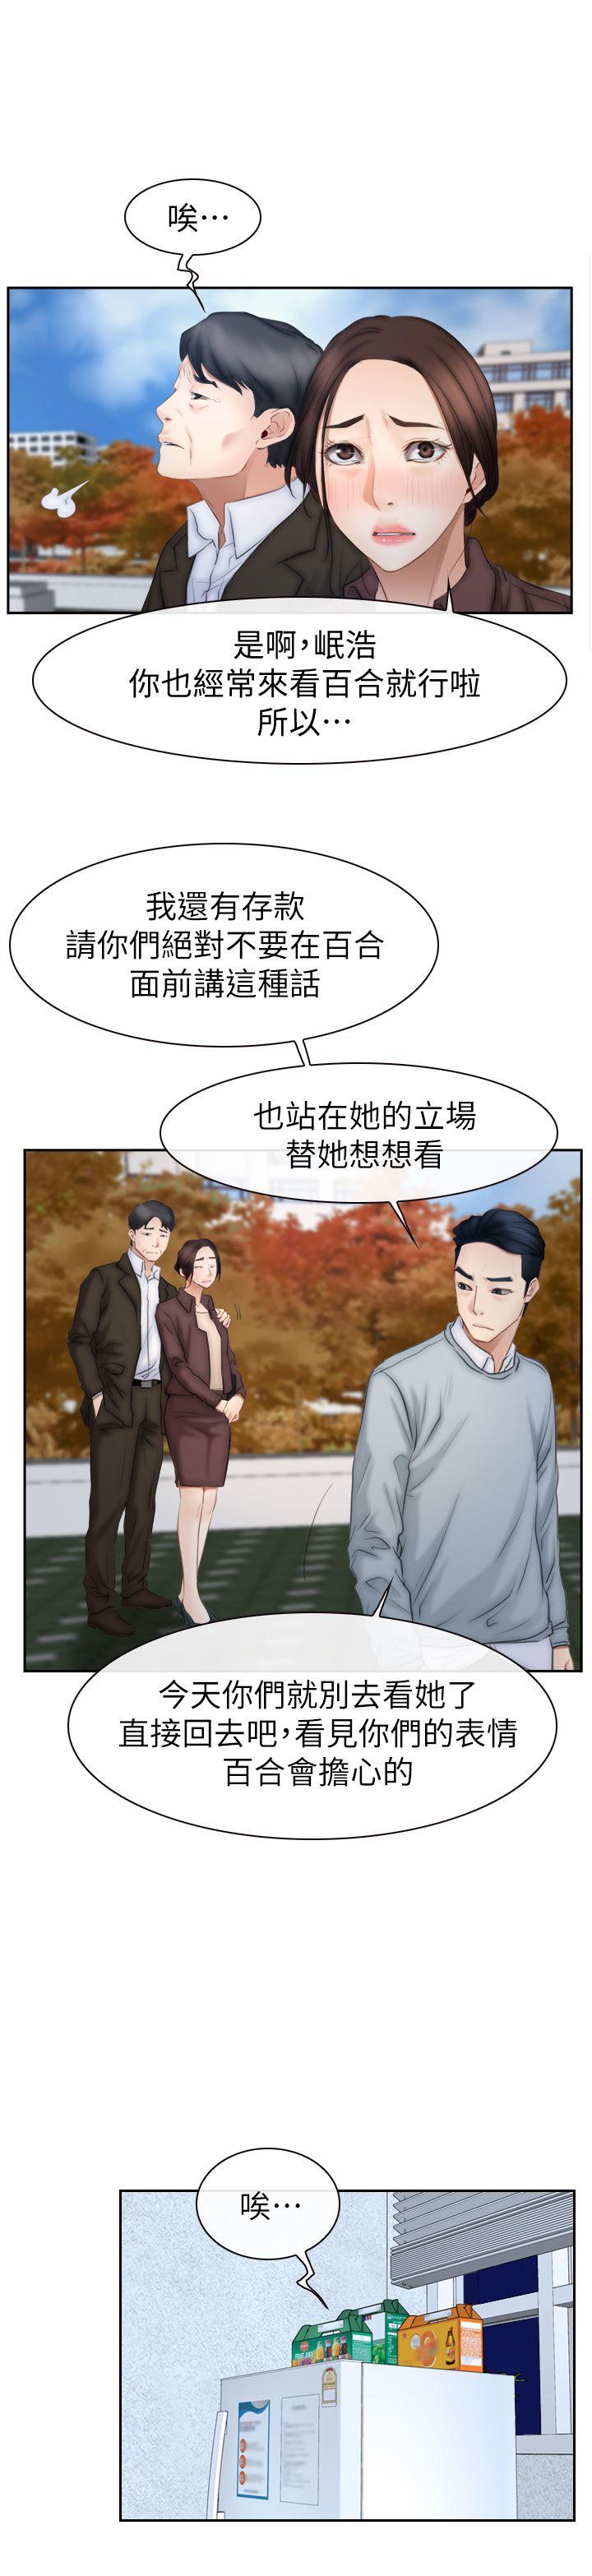 唉⋯
是啊，岷浩
你也經常來看百合就行啦
所以⋯
我還有存款
請你們絕對不要在百合
面前講這種話
也站在她的立場
替她想想看
今天你們就別去看她了
直接回去吧，看見你們的表情
百合會擔心的
唉⋯